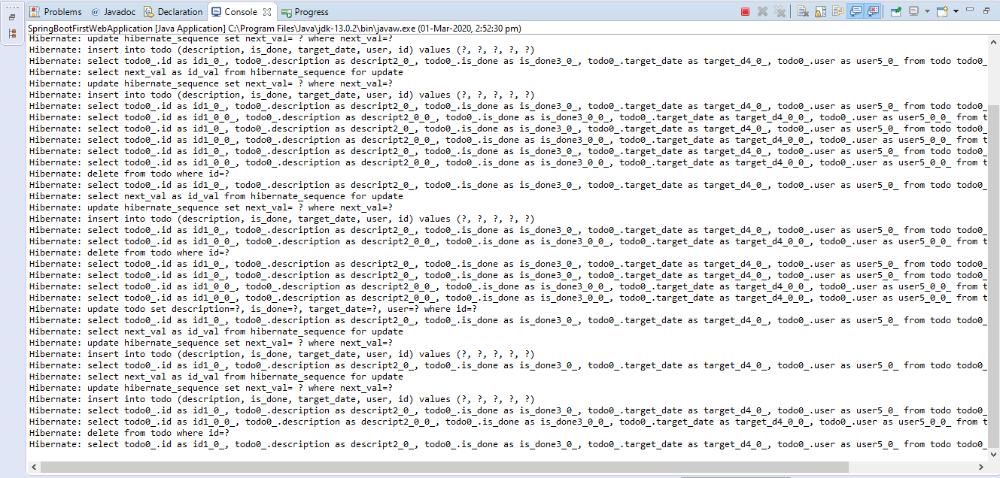 Problems @ Javadoc Declaration Console Progress
SpringBootFirstWebApplication [Java Application] C:\Program Files\Java\jdk-13.0.2\bin\javaw.exe (01-Mar-2020, 2:52:30 pm)
Hibernate: update hibernate_sequence set next_val= ? where next_val=?
Hibernate: insert into todo (description, is_done, target_date, user, id) values (?, ?, ?, ?, ?)
Hibernate: select todo0_.id as id1_0_, todo0_.description as descript2_0_, todo0_.is_done as is_done3_0_, todo0_.target_date as target_d4_0_, todo0_.user as user5_0_ from todo todo0_
Hibernate: select next_val as id_val from hibernate_sequence for update
Hibernate: update hibernate_sequence set next_val= ? where next_val=?
Hibernate: insert into todo (description, is_done, target_date, user, id) values (?, ?, ?, ?, ?)
Hibernate: select todo0_.id as id1_0_, todo0_.description as descript2_0_, todo0_.is_done as is_done3_0_, todo0_.target_date as target_d4_0_, todo0_.user as user5_0_ from todo todo0_
Hibernate: select todo0_.id as id1_0_0_, todo0_.description as descript2_0_0_, todo0_.is_done as is_done3_0_0_, todo0_.target_date as target_d4_0_0_, todo0_.user as user5_0_0_ from t
Hibernate: select todo0_.id as id1_0_, todo0_.description as descript2_0_, todo0_.is_done as is_done3_0_, todo0_.target_date as target_d4_0_, todo0_.user as user5_0_ from todo todo0_
Hibernate: select todo0_.id as id1_0_0_, todo0_.description as descript2_0_0_, todo0_.is_done as is_done3_0_0_, todo0_.target_date as target_d4_0_0_, todo0_.user as user5_0_0_ from t
Hibernate: select todo0_.id as id1_0_, todo0_.description as descript2_0_, todo0_.is_done as is_done3_0_, todo0_.target_date as target_d4_0_, todo0_.user as user5_0_ from todo todo0_
Hibernate: select todo0_.id as id1_0_0_, todo0_.description as descript2_0_0_, todo0_.is_done as is_done3_0_0_, todo0_.target_date as target_d4_0_0_, todo0_.user as user5_0_0_ from t
Hibernate: delete from todo where id=?
Hibernate: select todo0_.id as id1_0_, todo0_.description as descript2_0_, todo0_.is_done as is_done3_0_, todo0_.target_date as target_d4_0_, todo0_.user as user5_0_ from todo todo0_
Hibernate: select next_val as id_val from hibernate_sequence for update
Hibernate: update hibernate_sequence set next_val= ? where next_val=?
Hibernate: insert into todo (description, is_done, target_date, user, id) values (?, ?, ?, ?, ?)
Hibernate: select todo0_.id as id1_0_, todo0_.description as descript2_0_, todo0_.is_done as is_done3_0_, todo0_.target_date as target_d4_0_, todo0_.user as user5_0_ from todo todo0_
Hibernate: select todo0_.id as id1_0_0_, todo0_.description as descript2_0_0_, todo0_.is_done as is_done3_0_0_, todo0_.target_date as target_d4_0_0_, todo0_.user as user5_0_0_ from t
Hibernate: delete from todo where id=?
Hibernate: select todo0_.id as id1_0_, todo0_.description as descript2_0_, todo0_.is_done as is_done3_0_, todo0_.target_date as target_d4_0_, todo0_.user as user5_0_ from todo todo0_
Hibernate: select todo0_.id as id1_0_, todo0_.description as descript2_0_, todo0_.is_done as is_done3_0_, todo0_.target_date as target_d4_0_, todo0_.user as user5_0_ from todo todo0_
Hibernate: select todo0_.id as id1_0_0_, todo0_.description as descript2_0_0_, todo0_.is_done as is_done3_0_0_, todo0_.target_date as target_d4_0_0_, todo0_.user as user5_0_0_ from t
Hibernate: select todo0_.id as id1_0_0_, todo0_.description as descript2_0_0_, todo0_.is_done as is_done3_0_0_, todo0_.target_date as target_d4_0_0_, todo0_.user as user5_0_0_ from t
Hibernate: update todo set description=?, is_done=?, target_date=?, user=? where id=?
Hibernate: select todo0_.id as id1_0_, todo0_.description as descript2_0_, todo0_.is_done as is_done3_0_, todo0_.target_date as target_d4_0_, todo0_.user as user5_0_ from todo todo0_
Hibernate: select next_val as id_val from hibernate_sequence for update
Hibernate: update hibernate_sequence set next_val= ? where next_val=?
Hibernate: insert into todo (description, is_done, target_date, user, id) values (?, ?, ?, ?, ?)
Hibernate: select todo0_.id as id1_0_, todo0_.description as descript2_0_, todo0_.is_done as is_done3_0_, todo0_.target_date as target_d4_0_, todo0_.user as user5_0_ from todo todo0_
Hibernate: select next_val as id_val from hibernate_sequence for update
Hibernate: update hibernate_sequence set next_val= ? where next_val=?
Hibernate: insert into todo (description, is_done, target_date, user, id) values (?, ?, ?, ?, ?)
Hibernate: select todo0_.id as id1_0_, todo0_.description as descript2_0_, todo0_.is_done as is_done3_0_, todo0_.target_date as target_d4_0_, todo0_.user as user5_0_ from todo todo0_
Hibernate: select todo0_.id as id1_0_0_, todo0_.description as descript2_0_0_, todo0_.is_done as is_done3_0_0_, todo0_.target_date as target_d4_0_0_, todo0_.user as user5_0_0_ from t
Hibernate: delete from todo where id=?
Hibernate: select todo0_.id as id1_0_, todo0_.description as descript2_0_, todo0_.is_done as is_done3_0_, todo0_.target_date as target_d4_0_, todo0_.user as user5_0_ from todo todo0_